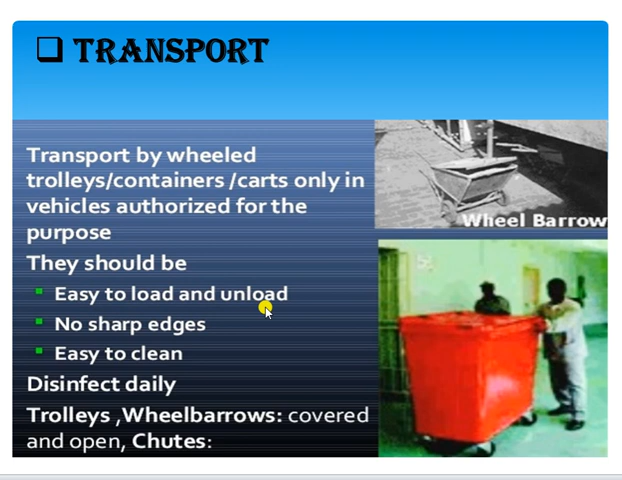 TRANSPORT
Transport by wheeled
trolleys/containers /carts only in
vehicles authorized for the
purpose
They should be
Easy to load and unload
No sharp edges
Easy to clean
Disinfect daily
Trolleys ,Wheelbarrows: covered
and open, Chutes:
Wheel Barrow